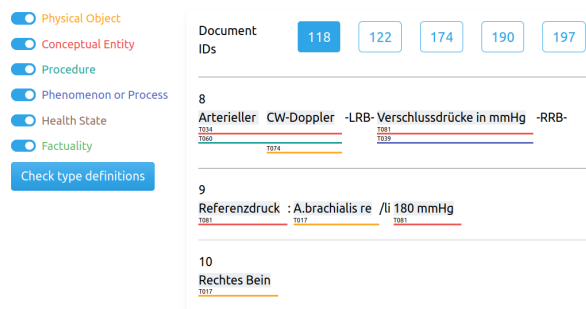 Physical Object
Conceptual Entity
Procedure
Phenomenon or Process
Health State
Factuality
Check type definitions
Document IDs 118 122 174 190 197
8
Arterieller CW-Doppler -LRB- Verschlussdrücke in mmHg -RRB-
T034 T081
T060 T039
T074
9
Referenzdruck : A.brachialis re /li 180 mmHg
T081 T017 T081
10
Rechtes Bein
T017